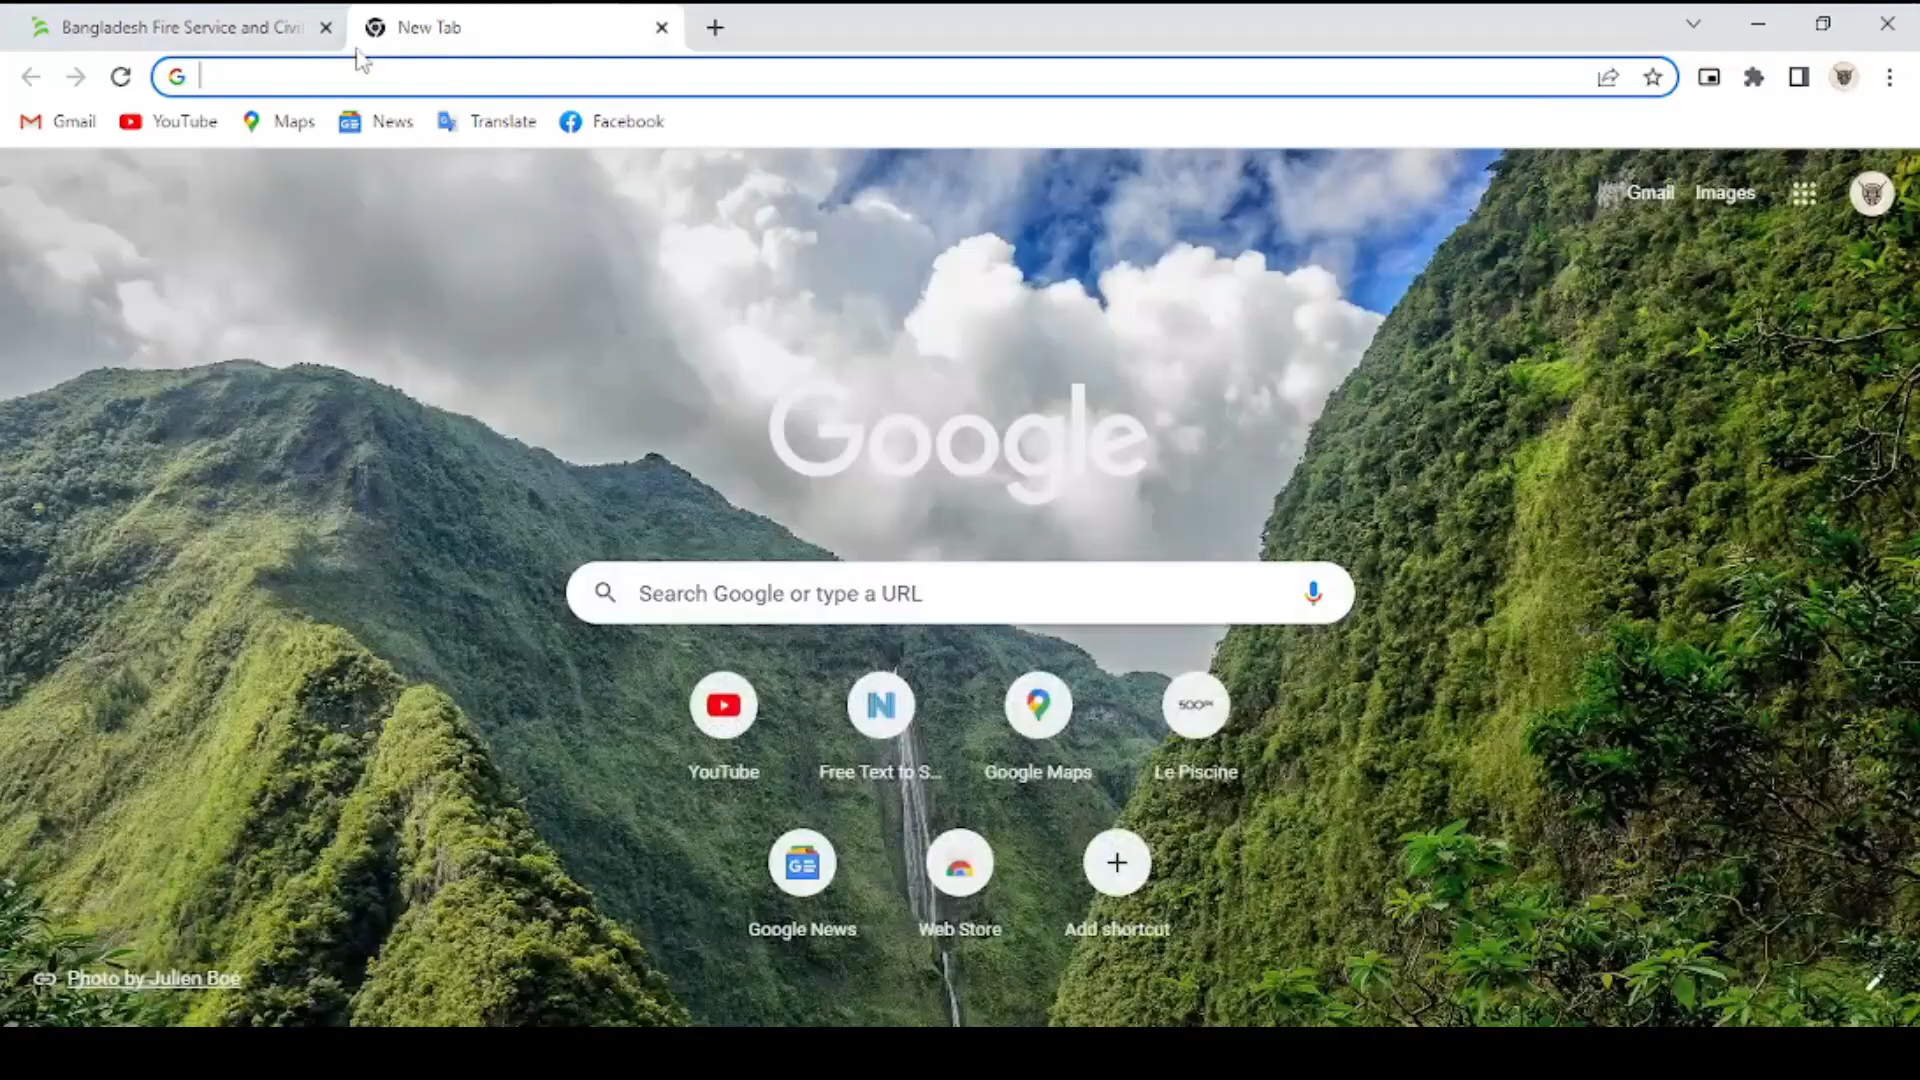 Bangladesh Fire Service and Civi
New Tab
Gmail
YouTube
Maps
News
Translate
Facebook
Gmail
Images
Google
Search Google or type a URL
500px
YouTube
Free Text to S...
Google Maps
Le Piscine
Google News
Web Store
Add shortcut
Photo by Julien Boé